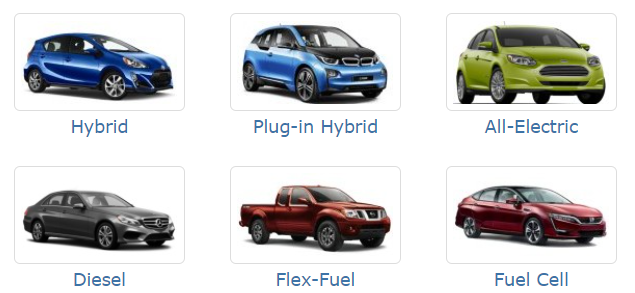 Hybrid
Plug-in Hybrid
All-Electric
Diesel
Flex-Fuel
Fuel Cell